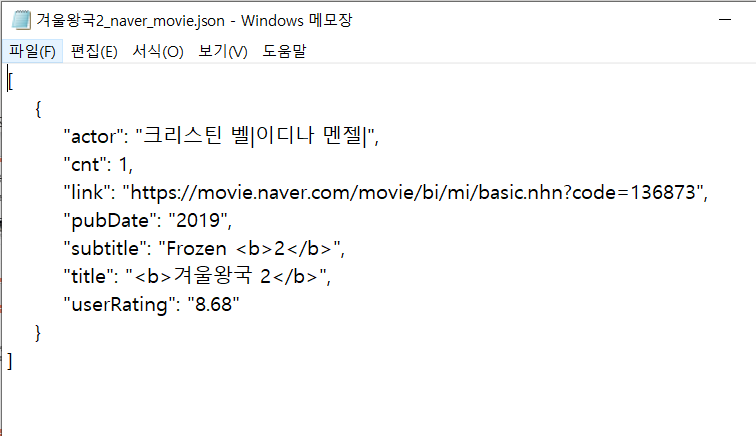 겨울왕국2_naver_movie.json - Windows 메모장
파일(F) 편집(E) 서식(O) 보기(V) 도움말
[
{
"actor": "크리스틴 벨|이디나 멘젤|",
"cnt": 1,
"link": "https://movie.naver.com/movie/bi/mi/basic.nhn?code=136873",
"pubDate": "2019",
"subtitle": "Frozen <b>2</b>",
"title": "<b>겨울왕국 2</b>",
"userRating": "8.68"
}
]